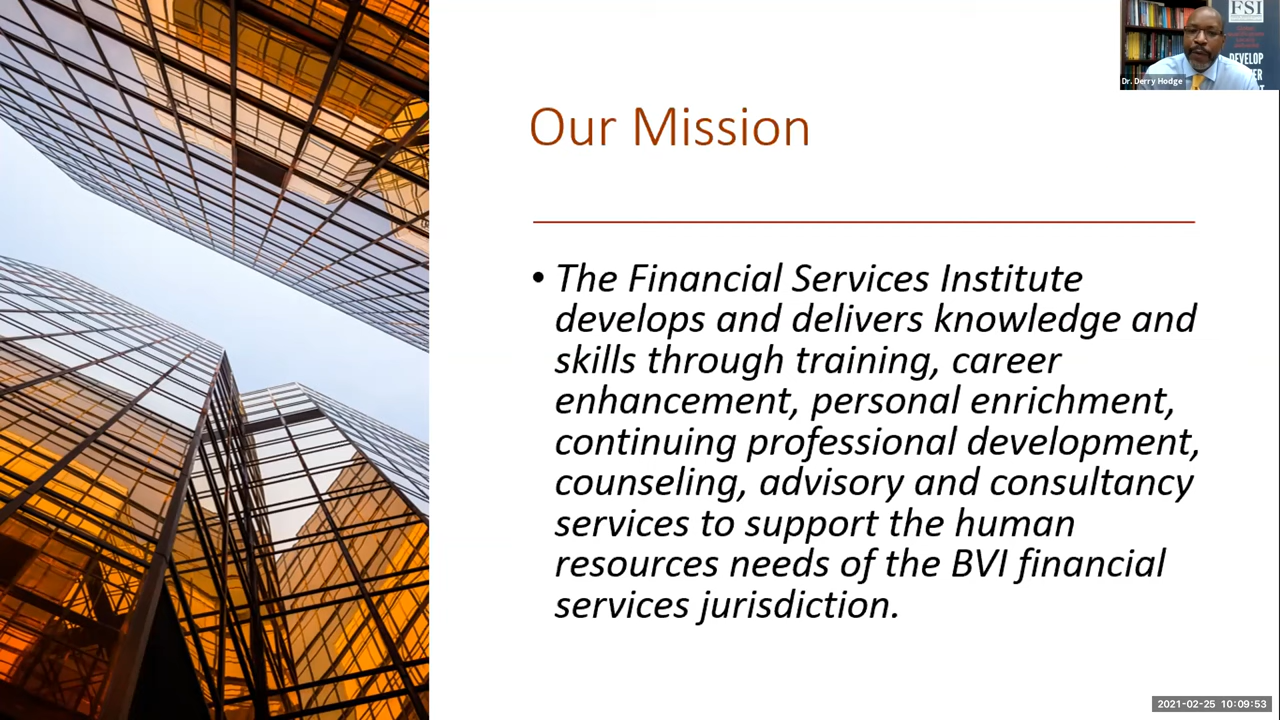 FSI
DEVELOP
Dr. Derry Hodge
Our Mission
• The Financial Services Institute
develops and delivers knowledge and
skills through training, career
enhancement, personal enrichment,
continuing professional development,
counseling, advisory and consultancy
services to support the human
resources needs of the BVI financial
services jurisdiction.
2021-02-25 10:09:53